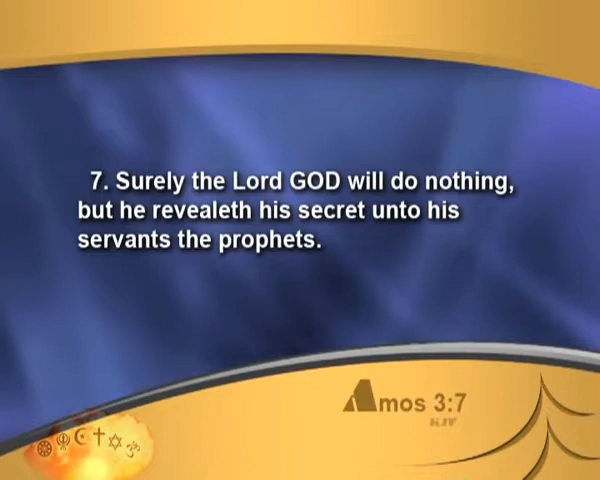 7. Surely the Lord GOD will do nothing,
but he revealeth his secret unto his
servants the prophets.
Amos 3:7